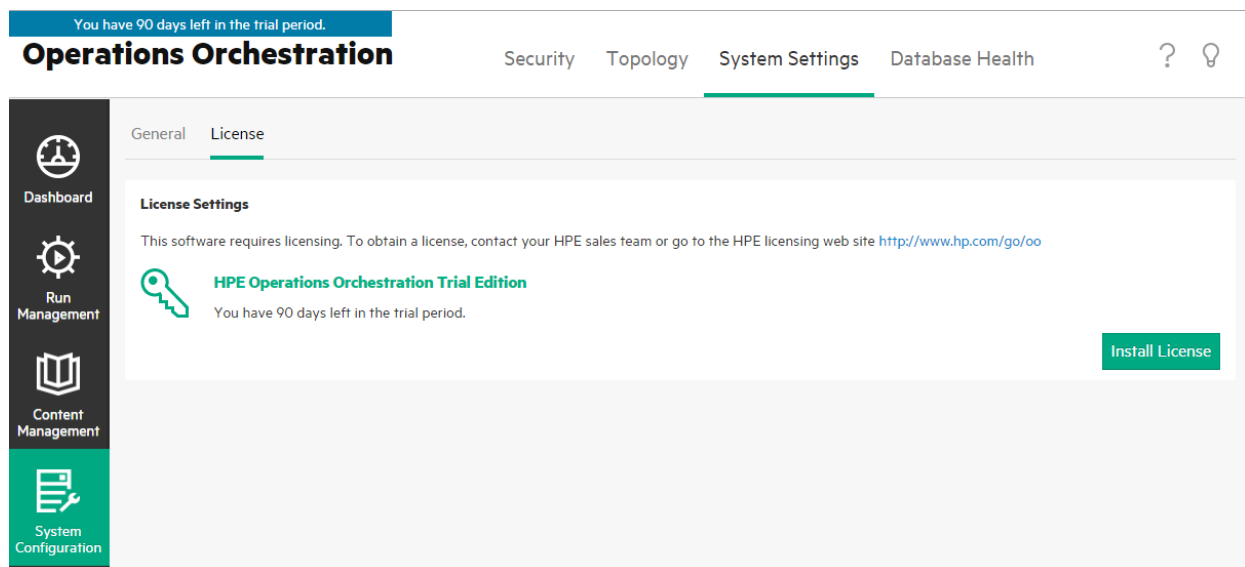 You have 90 days left in the trial period.
Operations Orchestration
Security
Topology
System Settings
Database Health
?
General
License
Dashboard
Run
Management
Content
Management
System
Configuration
License Settings
This software requires licensing. To obtain a license, contact your HPE sales team or go to the HPE licensing web site http://www.hp.com/go/oo
HPE Operations Orchestration Trial Edition
You have 90 days left in the trial period.
Install License